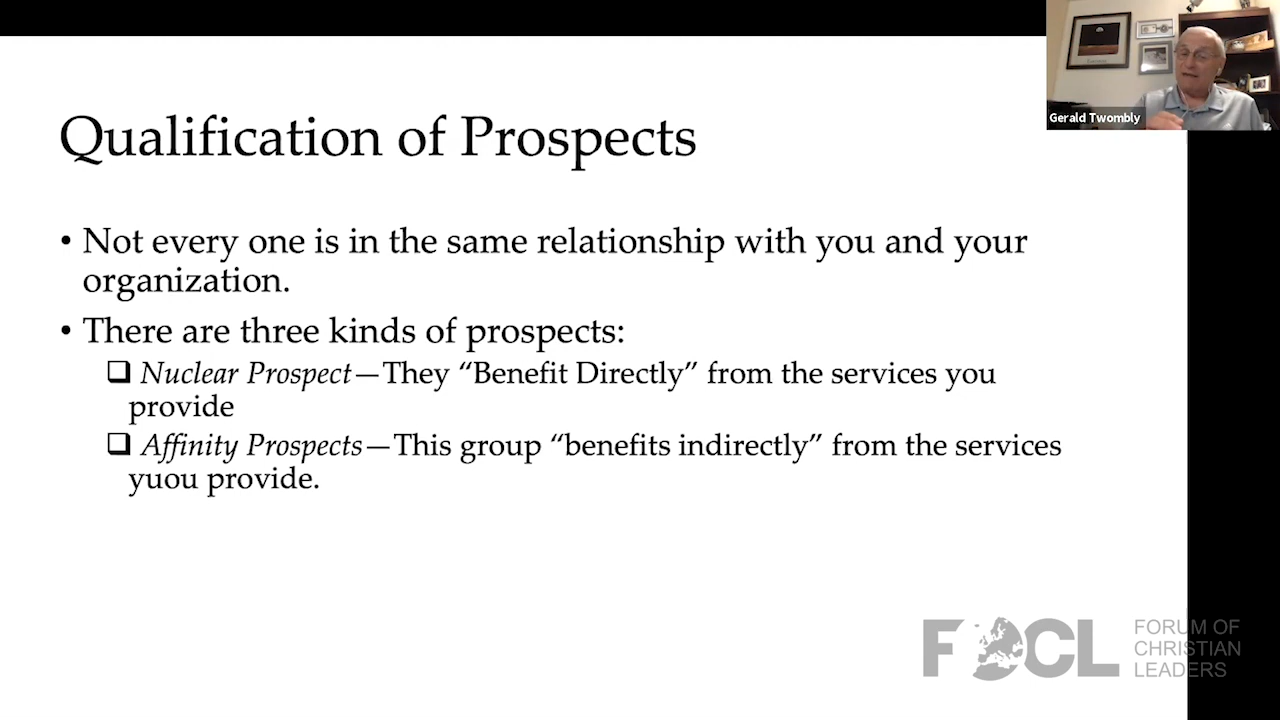 Gerald Twombly
Qualification of Prospects
• Not every one is in the same relationship with you and your
organization.
• There are three kinds of prospects:
❑ Nuclear Prospect—They “Benefit Directly” from the services you
provide
❑ Affinity Prospects—This group “benefits indirectly” from the services
yuou provide.
FOCL
FORUM OF
CHRISTIAN
LEADERS